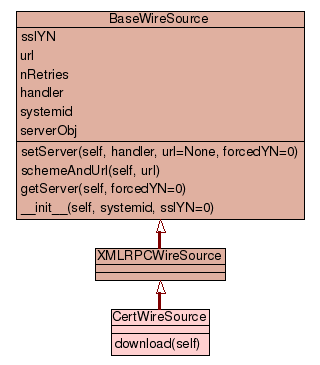 BaseWireSource
sslYN
url
nRetries
handler
systemid
serverObj
setServer(self, handler, url=None, forcedYN=0)
schemeAndUrl(self, url)
getServer(self, forcedYN=0)
__init__(self, systemid, sslYN=0)
XMLRPCWireSource
CertWireSource
download(self)